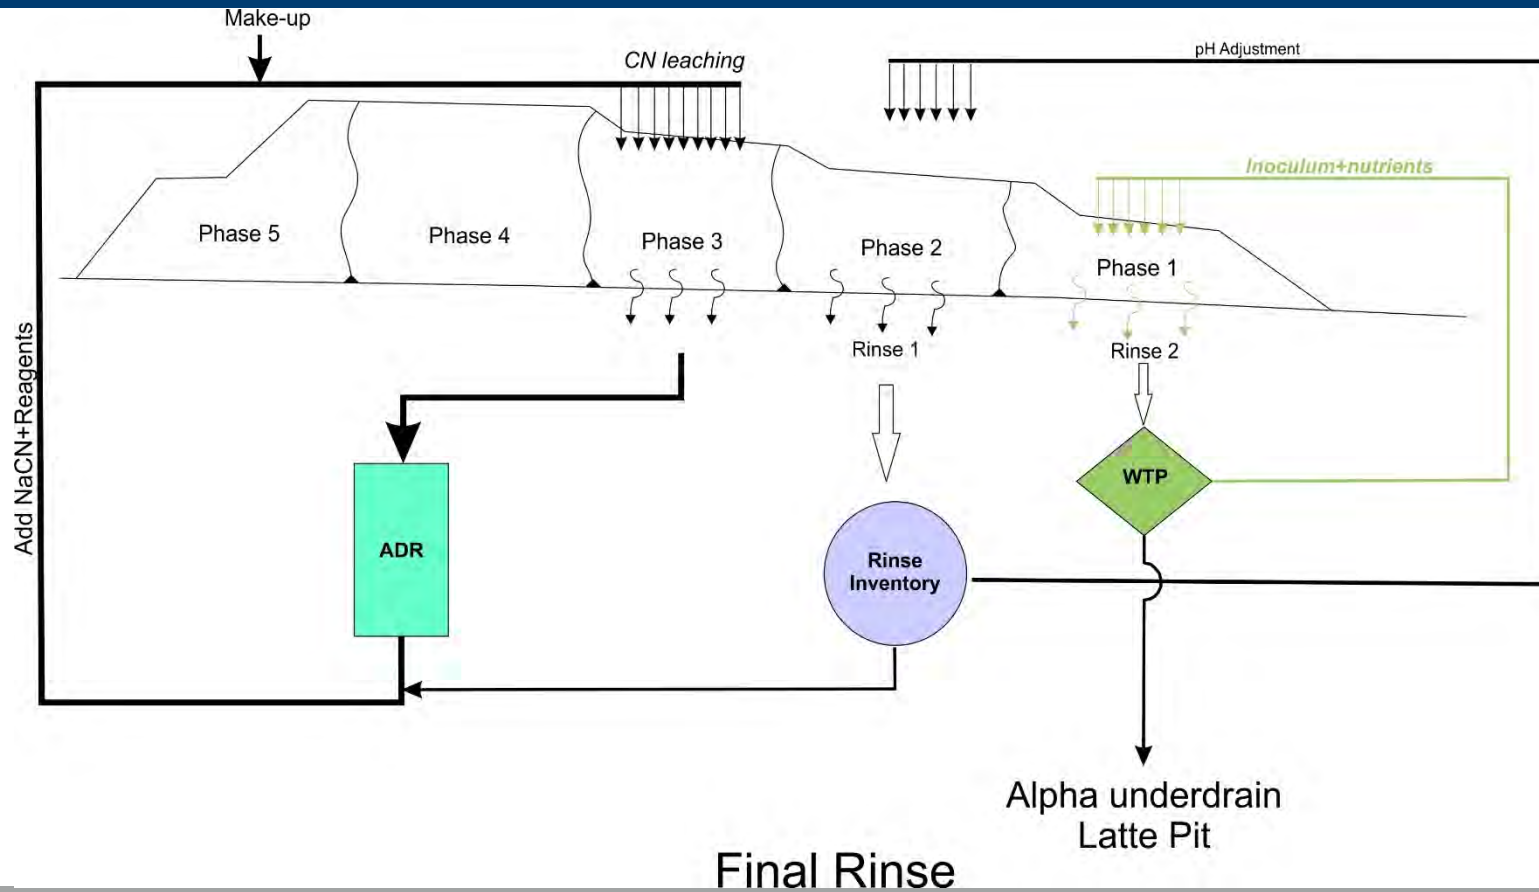 Make-up
CN leaching
pH Adjustment
Inoculum+nutrients
Phase 5
Phase 4
Phase 3
Phase 2
Phase 1
Add NaCN+Reagents
Rinse 1
Rinse 2
WTP
ADR
Rinse
Inventory
Alpha underdrain
Latte Pit
Final Rinse